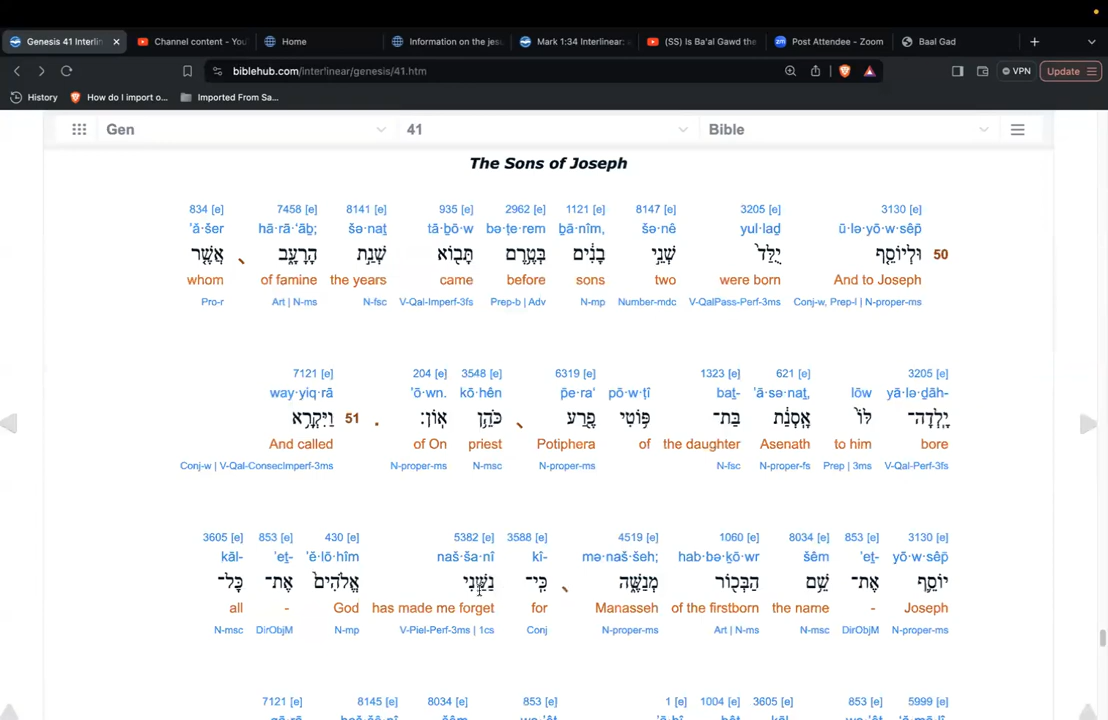 Genesis 41 Interlin
Channel content - You
Home
Information on the jes
Mark 1:34 Interlinear:
(SS) Is Ba'al Gawd the
Post Attendee - Zoom
Baal Gad
biblehub.com/interlinear/genesis/41.htm
VPN
Update
History
How do I import o...
Imported From Sa...
Gen
41
Bible
The Sons of Joseph
834 [e] 7458 [e] 8141 [e] 935 [e] 2962 [e] 1121 [e] 8147 [e] 3205 [e] 3130 [e]
'ă·šer hā·rā·'āḇ; šə·naṯ tā·ḇō·w bə·ṭe·rem ḇā·nîm, šə·nê yul·laḏ ū·lə·yō·w·sêp̄
50 וּלְיוֹסֵ֤ף יֻלַּד֙ שְׁנֵ֣י בָנִ֔ים בְּטֶ֥רֶם תָּב֖וֹא שְׁנַ֣ת הָרָעָ֑ב ، אֲשֶׁ֤ר
whom of famine the years came before sons two were born And to Joseph
Pro-r Art | N-ms N-fsc V-Qal-Imperf-3fs Prep-b | Adv N-mp Number-mdc V-QalPass-Perf-3ms Conj-w, Prep-l | N-proper-ms
7121 [e] 204 [e] 3548 [e] 6319 [e] 1323 [e] 621 [e] 3205 [e]
way·yiq·rā 'ō·wn. kō·hên p̄e·ra' pō·w·ṭî baṯ- 'ā·sə·naṯ, lōw yā·lə·ḏāh-
יָֽלְדָה־ לּוֹ֙ אָֽסְנַ֔ת בַּת־ פּ֥וֹטִי פֶ֖רַע ، כֹּהֵ֥ן אֽוֹן׃ . 51 וַיִּקְרָ֥א
And called of On priest Potiphera of the daughter Asenath to him bore
Conj-w | V-Qal-ConsecImperf-3ms N-proper-ms N-msc N-proper-ms N-fsc N-proper-fs Prep | 3ms V-Qal-Perf-3fs
3605 [e] 853 [e] 430 [e] 5382 [e] 3588 [e] 4519 [e] 1060 [e] 8034 [e] 853 [e] 3130 [e]
kāl- 'eṯ- 'ĕ·lō·hîm naš·ša·nî kî- mə·naš·šeh; hab·bə·ḵō·wr šêm 'eṯ- yō·w·sêp̄
יוֹסֵ֛ף אֶת־ שֵׁ֥ם הַבְּכ֖וֹר מְנַשֶּׁ֑ה ، כִּֽי־ נַשַּׁ֤נִי אֱלֹהִים֙ אֶת־ כָּל־
all - God has made me forget for Manasseh of the firstborn the name - Joseph
N-msc DirObjM N-mp V-Piel-Perf-3ms | 1cs Conj N-proper-ms Art | N-ms N-msc DirObjM N-proper-ms
7121 [e] 8145 [e] 8034 [e] 853 [e] 1 [e] 1004 [e] 3605 [e] 853 [e] 5999 [e]